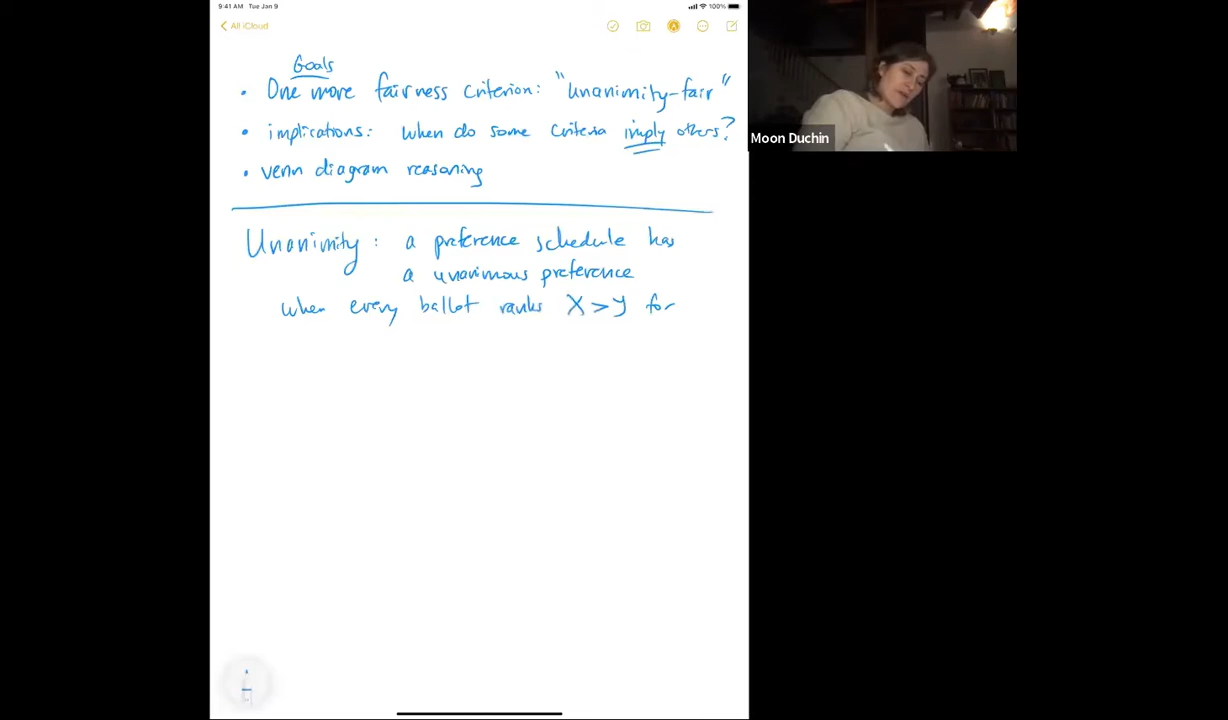 9:41 AM Tue Jan 9
100%
All iCloud
Goals
• One more fairness criterion: "unanimity-fair"
• implications: when do some criteria imply others?
• venn diagram reasoning
Unanimity: a preference schedule has
a unanimous preference
when every ballot ranks X>Y for
Moon Duchin